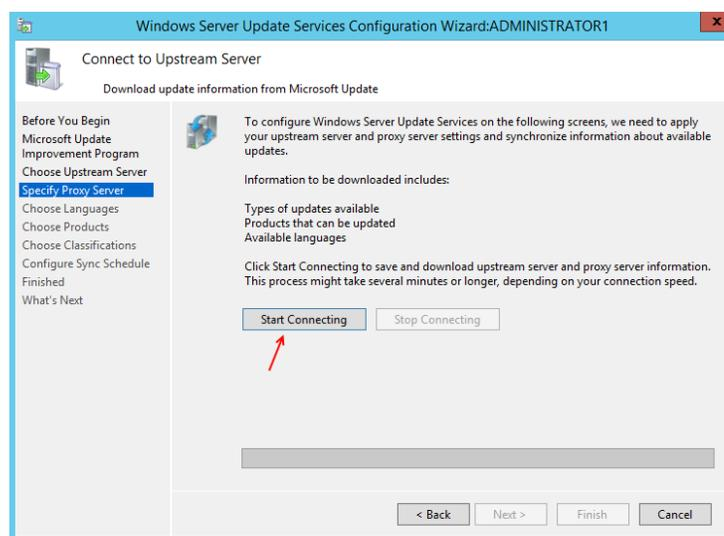 Windows Server Update Services Configuration Wizard:ADMINISTRATOR1
x
Connect to Upstream Server
Download update information from Microsoft Update
Before You Begin
Microsoft Update
Improvement Program
Choose Upstream Server
Specify Proxy Server
Choose Languages
Choose Products
Choose Classifications
Configure Sync Schedule
Finished
What's Next
To configure Windows Server Update Services on the following screens, we need to apply
your upstream server and proxy server settings and synchronize information about available
updates.
Information to be downloaded includes:
Types of updates available
Products that can be updated
Available languages
Click Start Connecting to save and download upstream server and proxy server information.
This process might take several minutes or longer, depending on your connection speed.
Start Connecting
Stop Connecting
< Back
Next >
Finish
Cancel